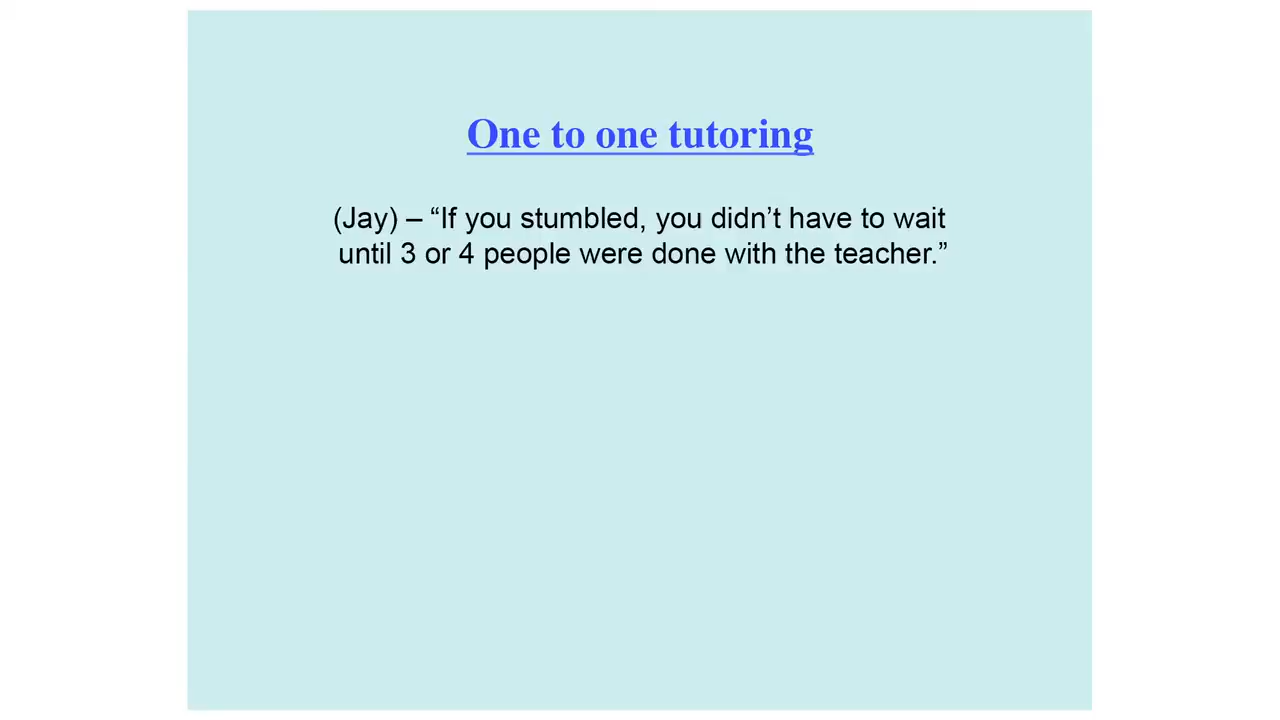 One to one tutoring
(Jay) – “If you stumbled, you didn’t have to wait
until 3 or 4 people were done with the teacher.”